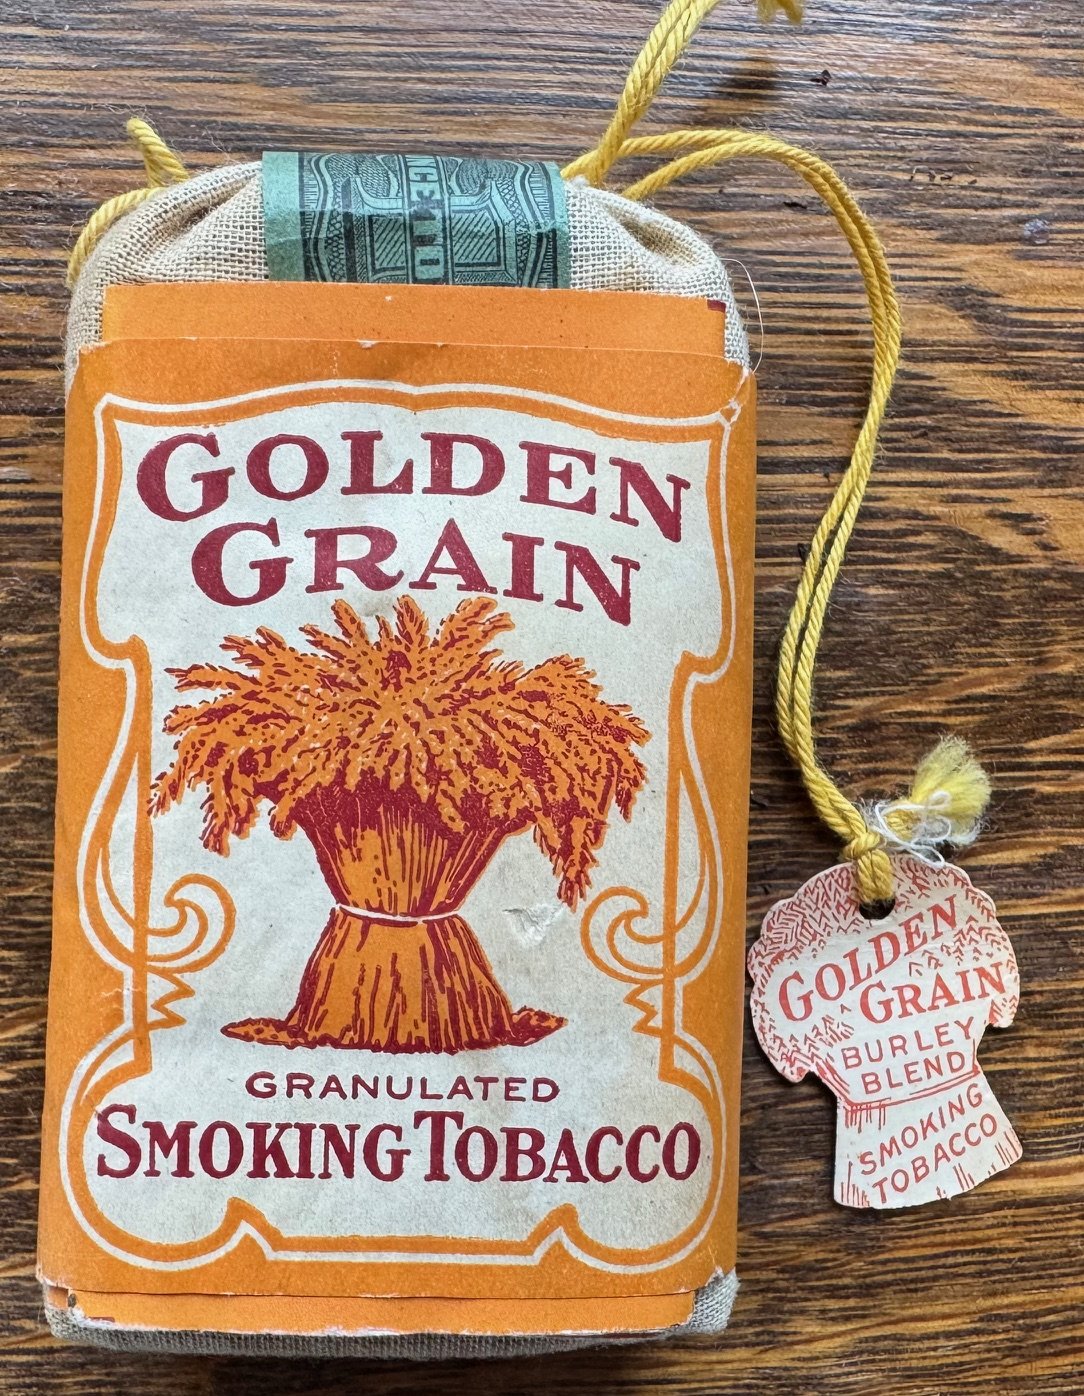 GOLDEN
GRAIN
GRANULATED
SMOKING TOBACCO
GOLDEN
GRAIN
BURLEY
BLEND
SMOKING
TOBACCO